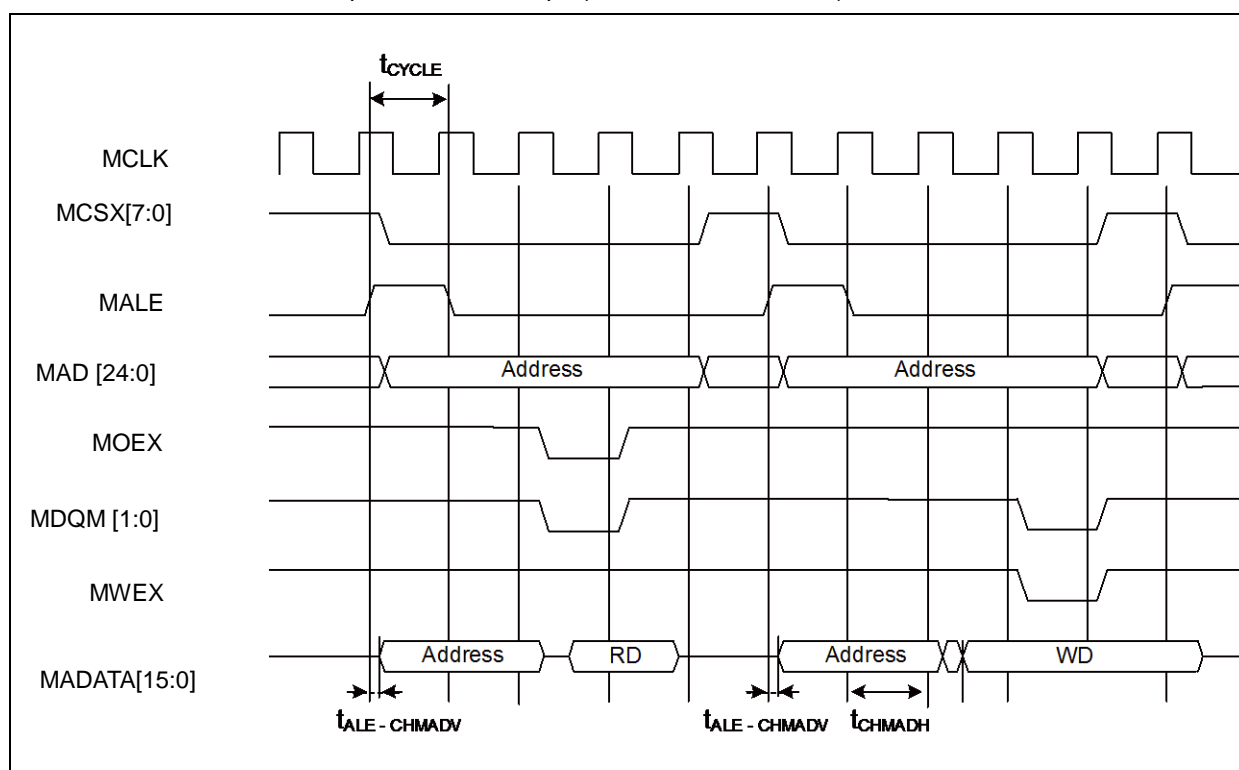 tCYCLE
MCLK
MCSX[7:0]
MALE
MAD [24:0]
Address
Address
MOEX
MDQM [1:0]
MWEX
MADATA[15:0]
Address
RD
Address
WD
tALE - CHMADV
tALE - CHMADV
tCHMADH